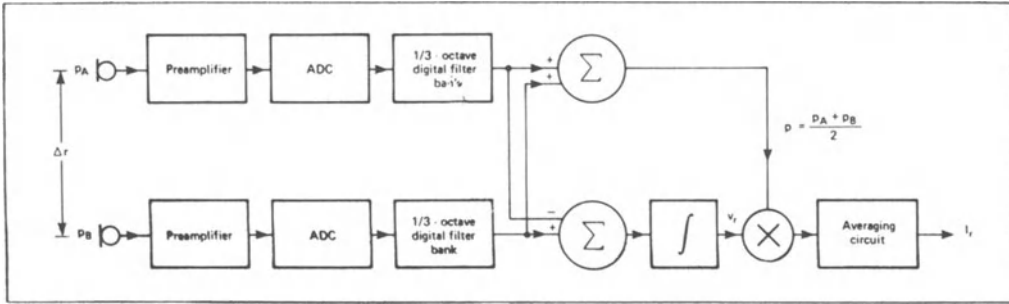 pA
Preamplifier
ADC
1/3 - octave
digital filter
Δr
+
+
Σ
p = pA + pB
2
pB
Preamplifier
ADC
1/3 - octave
digital filter
bank
−
+
Σ
∫
vr
×
Averaging
circuit
Ir